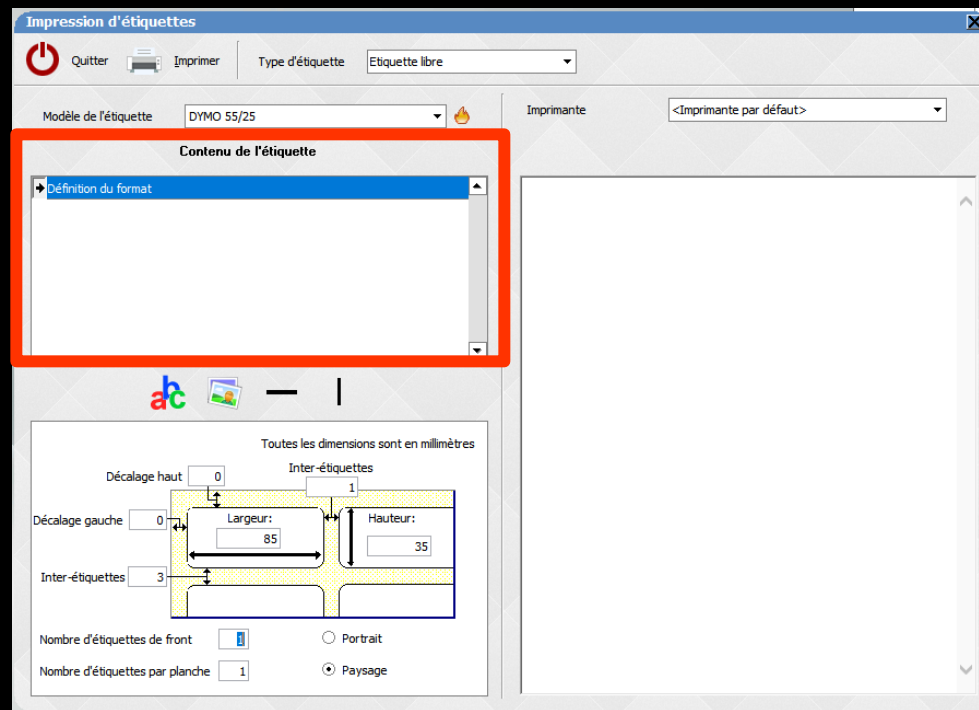 Impression d'étiquettes
Quitter Imprimer Type d'étiquette Etiquette libre
Modèle de l'étiquette DYMO 55/25 Imprimante <Imprimante par défaut>
Contenu de l'étiquette
Définition du format
abc
Toutes les dimensions sont en millimètres
Décalage haut 0 Inter-étiquettes
1
Décalage gauche 0 Largeur: Hauteur:
85 35
Inter-étiquettes 3
Nombre d'étiquettes de front 1 Portrait
Nombre d'étiquettes par planche 1 Paysage